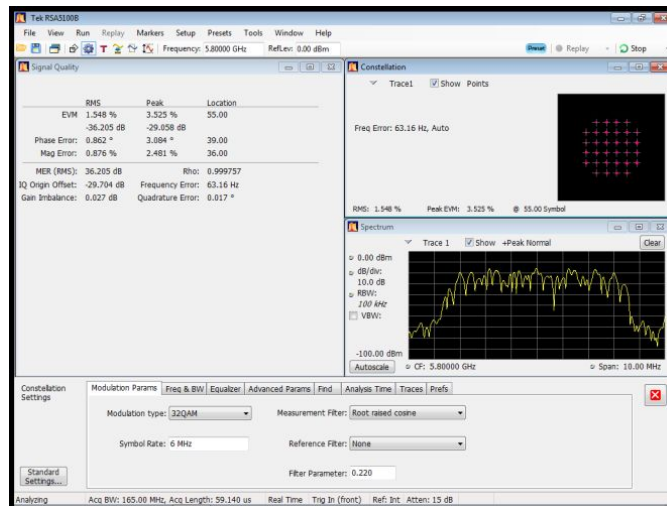 Tek RSA5100B
File View Run Replay Markers Setup Presets Tools Window Help
T Frequency: 5.80000 GHz RefLev: 0.00 dBm Preset Replay Stop
Signal Quality
RMS Peak Location
EVM 1.548 % 3.525 % 55.00
-36.205 dB -29.058 dB
Phase Error: 0.862 ° 3.084 ° 39.00
Mag Error: 0.876 % 2.481 % 36.00
MER (RMS): 36.205 dB Rho: 0.999757
IQ Origin Offset: -29.704 dB Frequency Error: 63.16 Hz
Gain Imbalance: 0.027 dB Quadrature Error: 0.017 °
Constellation
Trace1 Show Points
Freq Error: 63.16 Hz, Auto
RMS: 1.548 % Peak EVM: 3.525 % @ 55.00 Symbol
Spectrum
Trace 1 Show +Peak Normal Clear
0.00 dBm
dB/div:
10.0 dB
RBW:
100 kHz
VBW:
-100.00 dBm
Autoscale CF: 5.80000 GHz Span: 10.00 MHz
Constellation
Settings
Modulation Params Freq & BW Equalizer Advanced Params Find Analysis Time Traces Prefs
Modulation type: 32QAM Measurement Filter: Root raised cosine
Symbol Rate: 6 MHz Reference Filter: None
Filter Parameter: 0.220
Standard
Settings...
Analyzing Acq BW: 165.00 MHz, Acq Length: 59.140 us Real Time Trig In (front) Ref: Int Atten: 15 dB